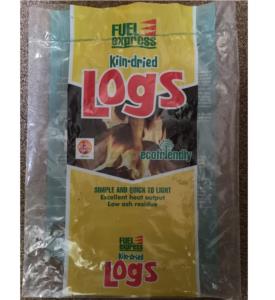 FUEL
express
Kiln-dried
Logs
ecofriendly
SIMPLE AND QUICK TO LIGHT
Excellent heat output
Low ash residue
FUEL
express
Kiln-dried
Logs